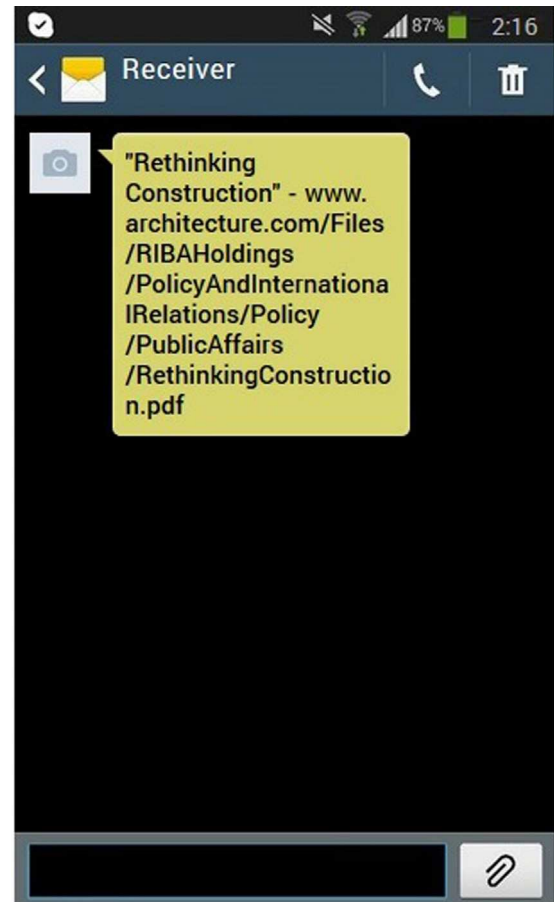 87% 2:16
Receiver
"Rethinking
Construction" - www.
architecture.com/Files
/RIBAHoldings
/PolicyAndInternationa
lRelations/Policy
/PublicAffairs
/RethinkingConstructio
n.pdf